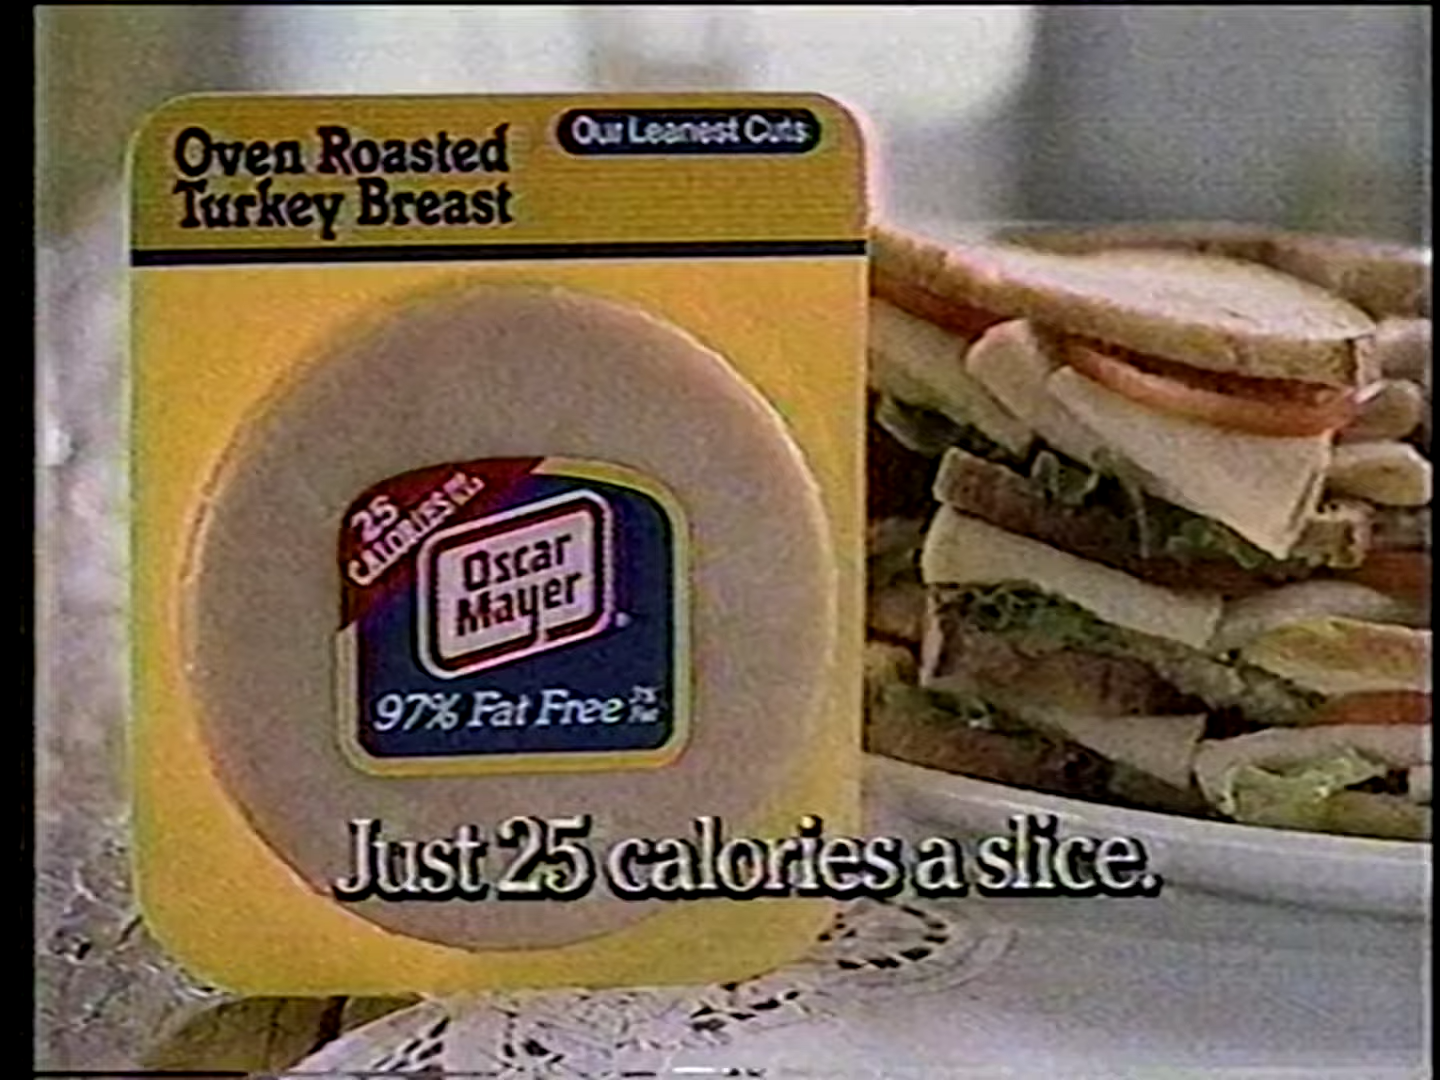 Oven Roasted
Turkey Breast
Our Leanest Cuts
25
CALORIES
Oscar
Mayer
97% Fat Free
Just 25 calories a slice.